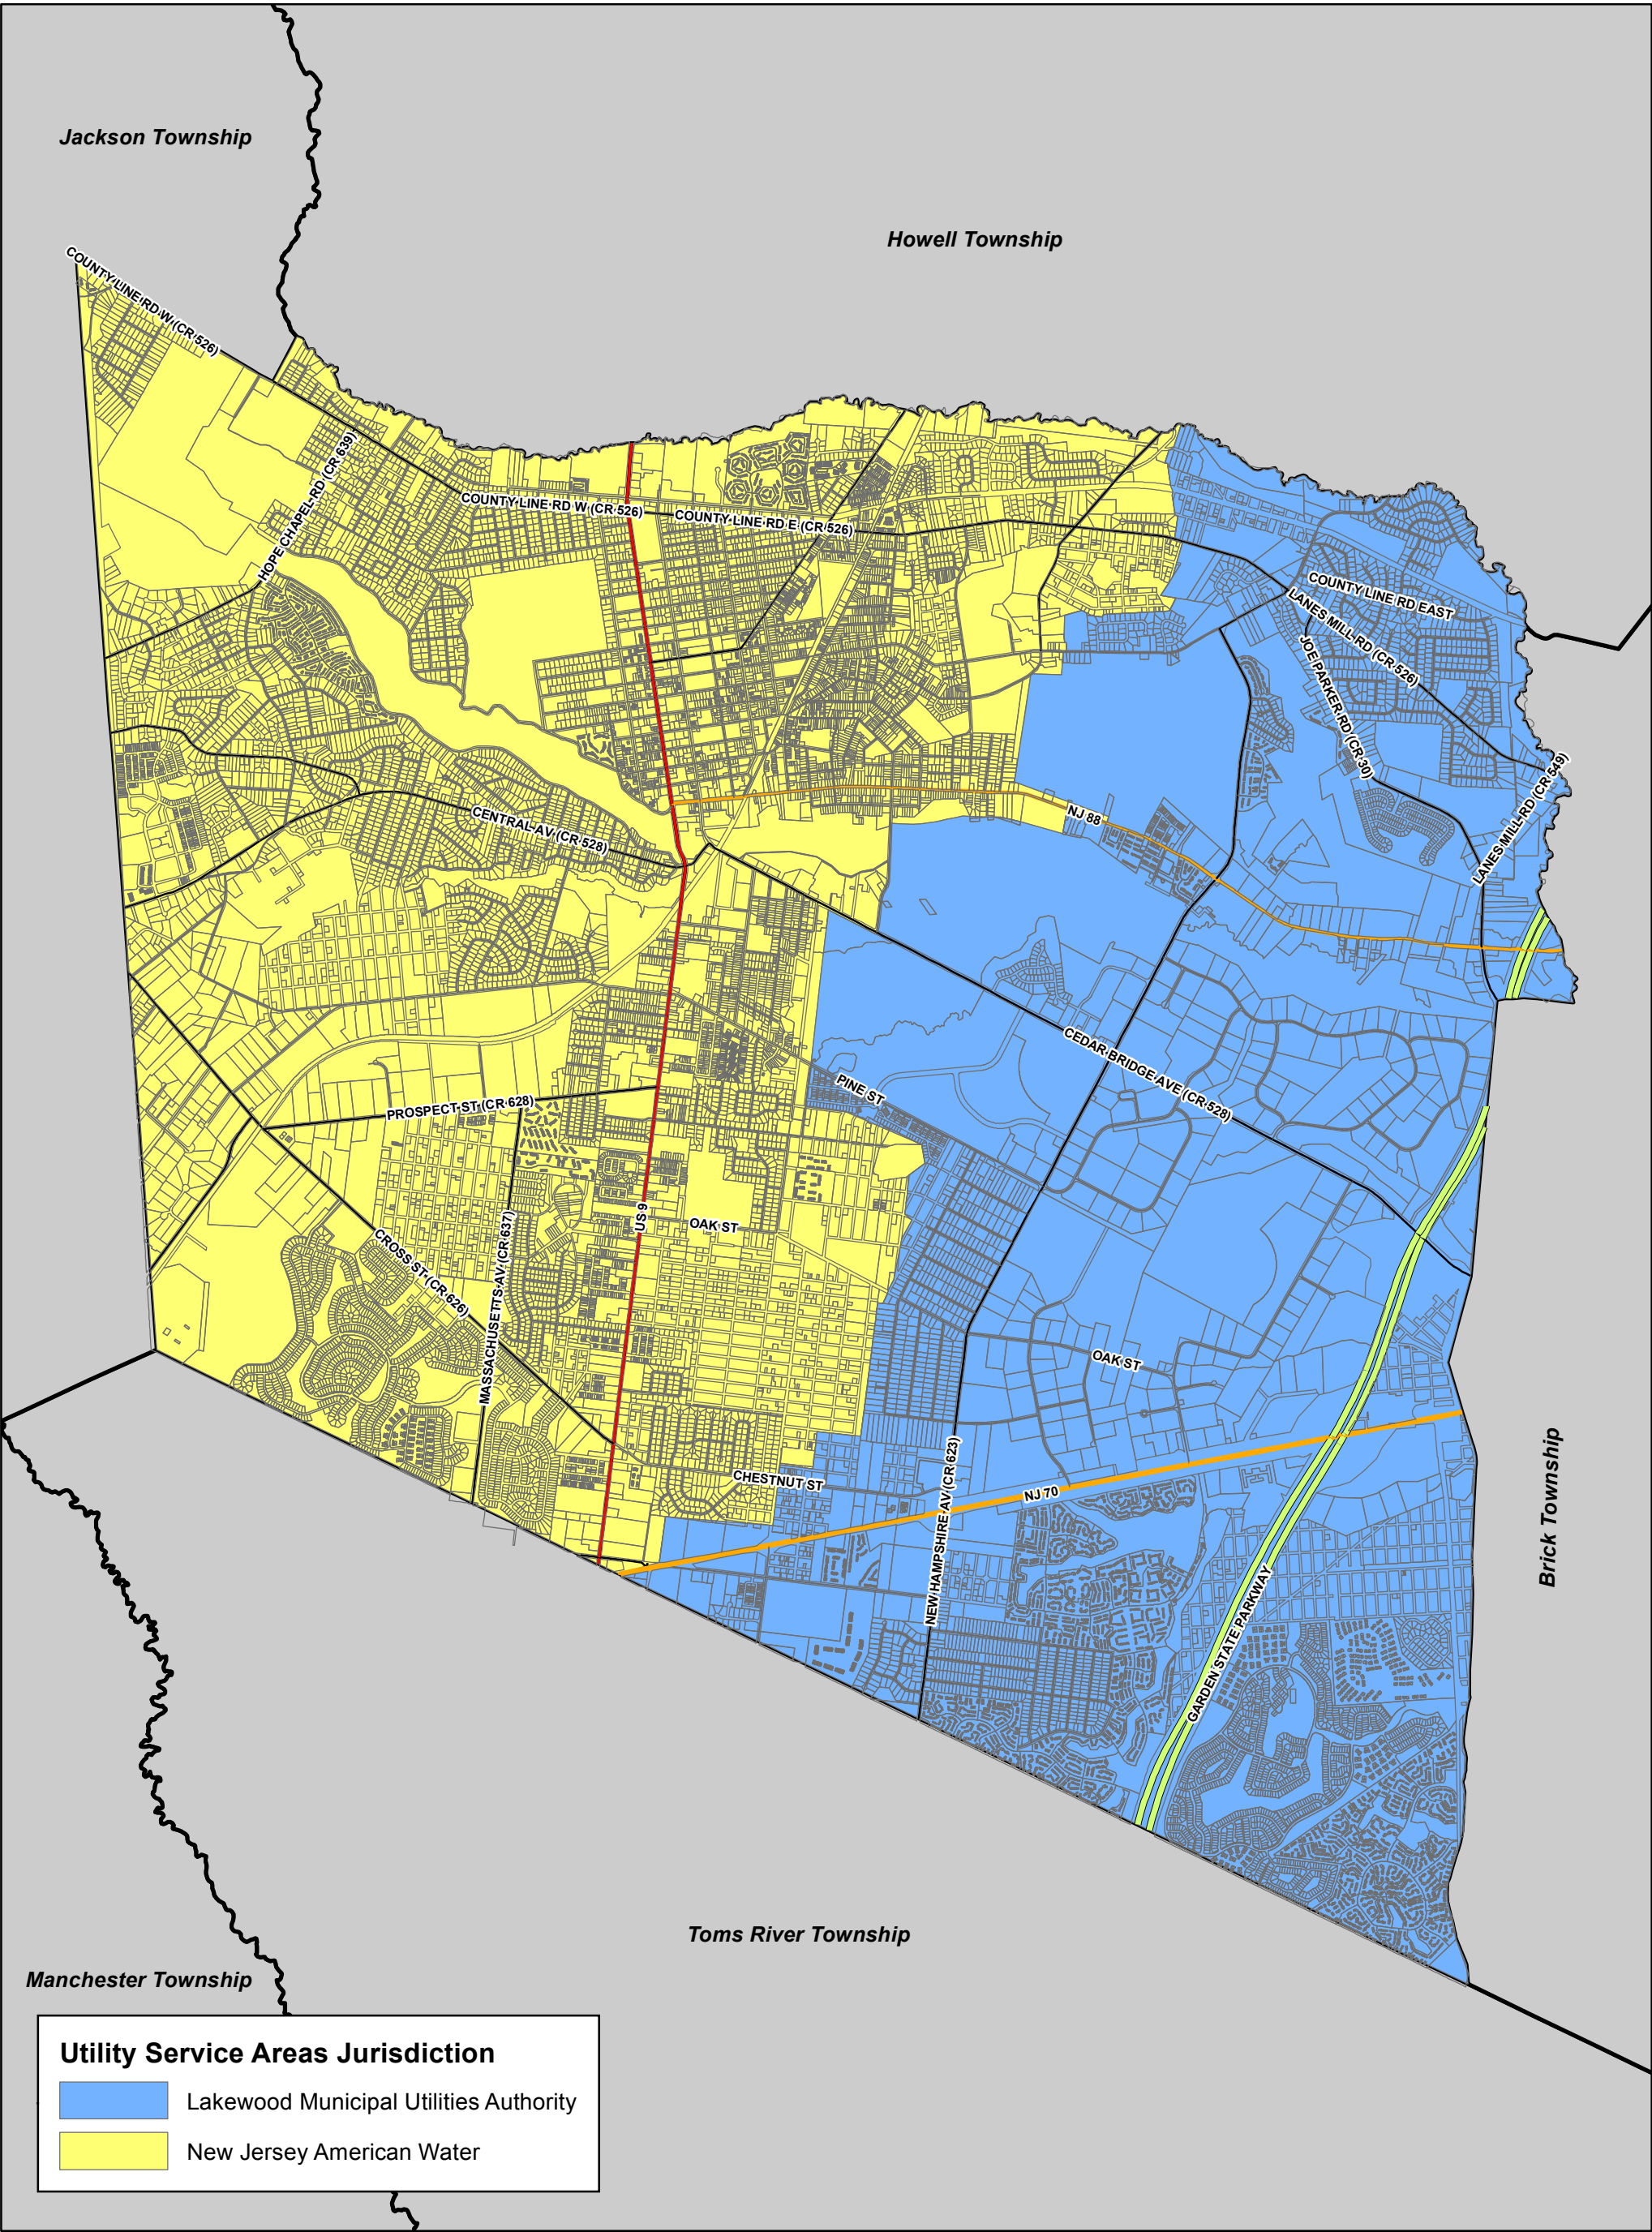 Jackson Township
Howell Township
COUNTY LINE RD W (CR 526)
HOPE CHAPEL RD (CR 639)
COUNTY LINE RD W (CR 526)
COUNTY LINE RD E (CR 526)
COUNTY LINE RD EAST
LANES MILL RD (CR 526)
JOE PARKER RD (CR 30)
LANES MILL RD (CR 549)
NJ 88
CENTRAL AV (CR 528)
CEDAR BRIDGE AVE (CR 528)
PINE ST
PROSPECT ST (CR 628)
US 9
OAK ST
CROSS ST (CR 626)
MASSACHUSETTS AV (CR 637)
OAK ST
CHESTNUT ST
NEW HAMPSHIRE AV (CR 623)
NJ 70
Brick Township
GARDEN STATE PARKWAY
Toms River Township
Manchester Township
Utility Service Areas Jurisdiction
Lakewood Municipal Utilities Authority
New Jersey American Water